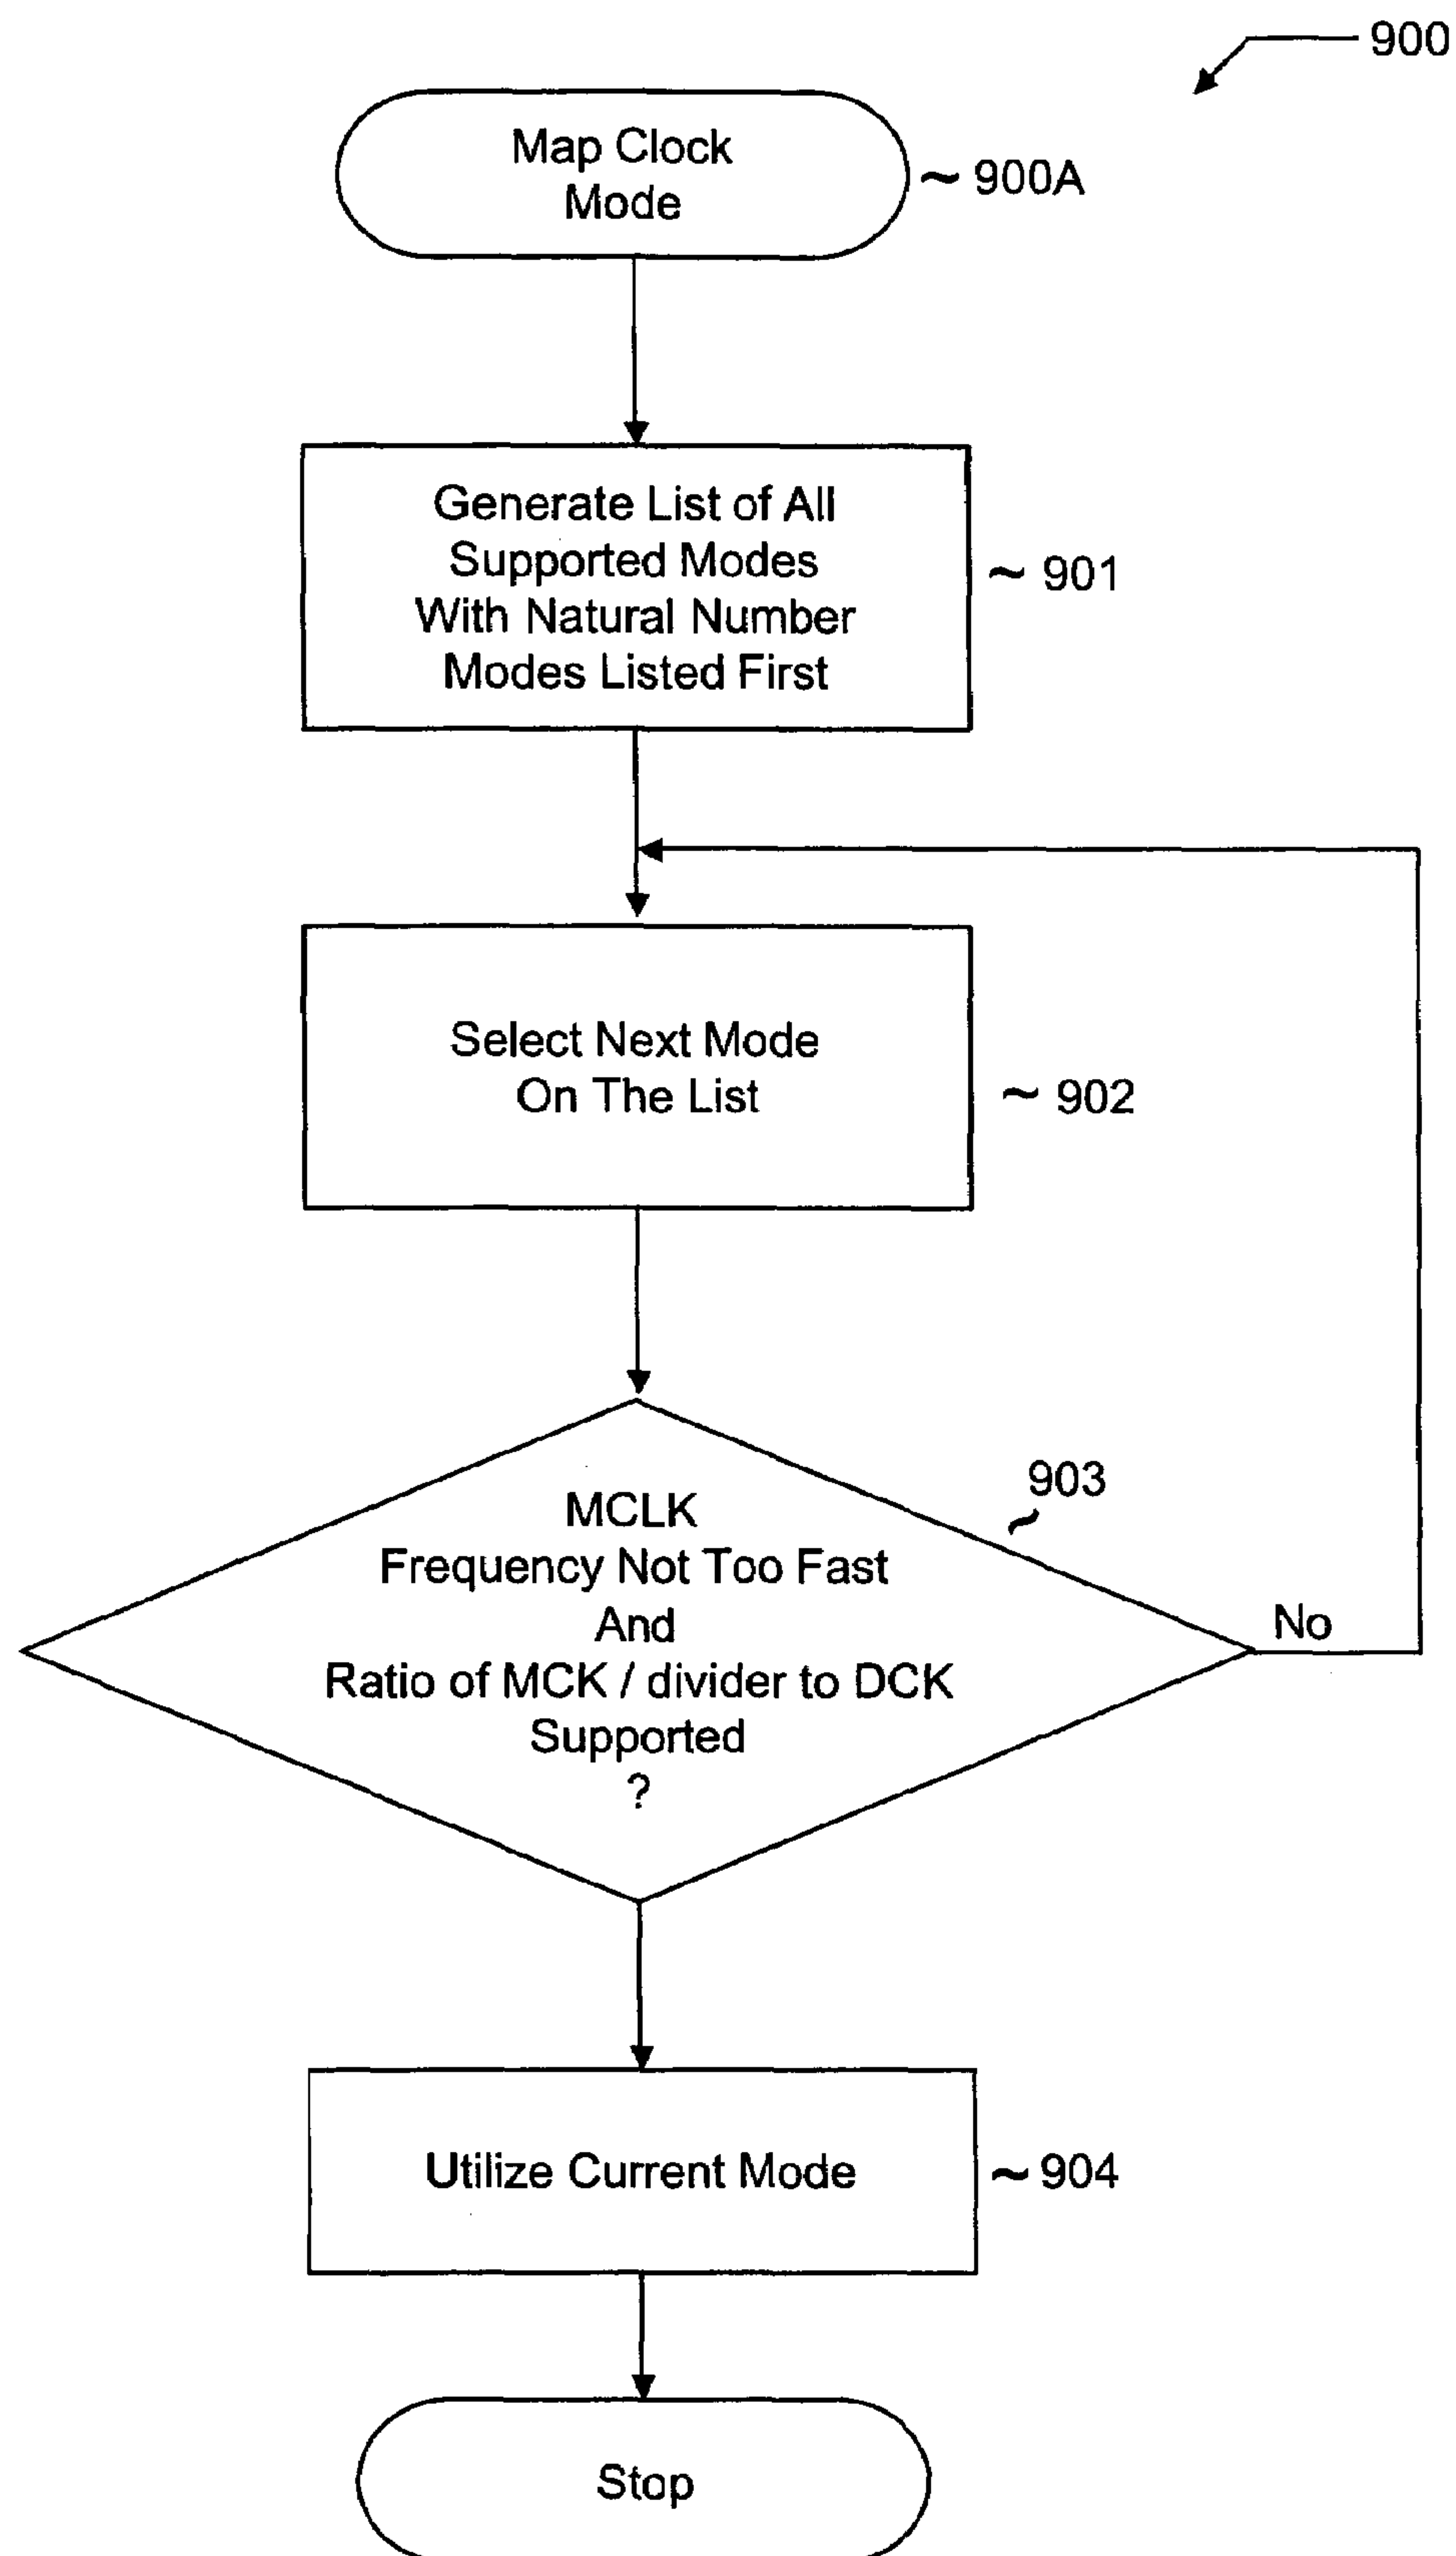 900
Map Clock
Mode
~ 900A
Generate List of All
Supported Modes
With Natural Number
Modes Listed First
~ 901
Select Next Mode
On The List
~ 902
903
~
MCLK
Frequency Not Too Fast
And
Ratio of MCK / divider to DCK
Supported
?
No
Utilize Current Mode
~ 904
Stop